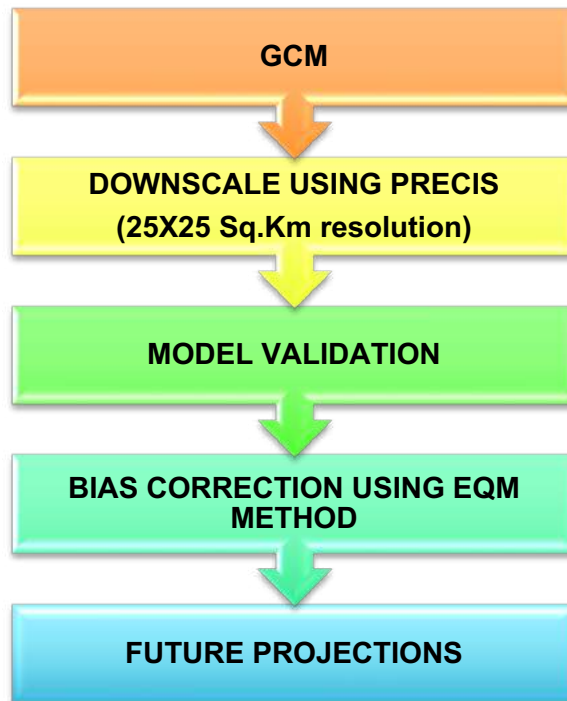 GCM
DOWNSCALE USING PRECIS
(25X25 Sq.Km resolution)
MODEL VALIDATION
BIAS CORRECTION USING EQM
METHOD
FUTURE PROJECTIONS